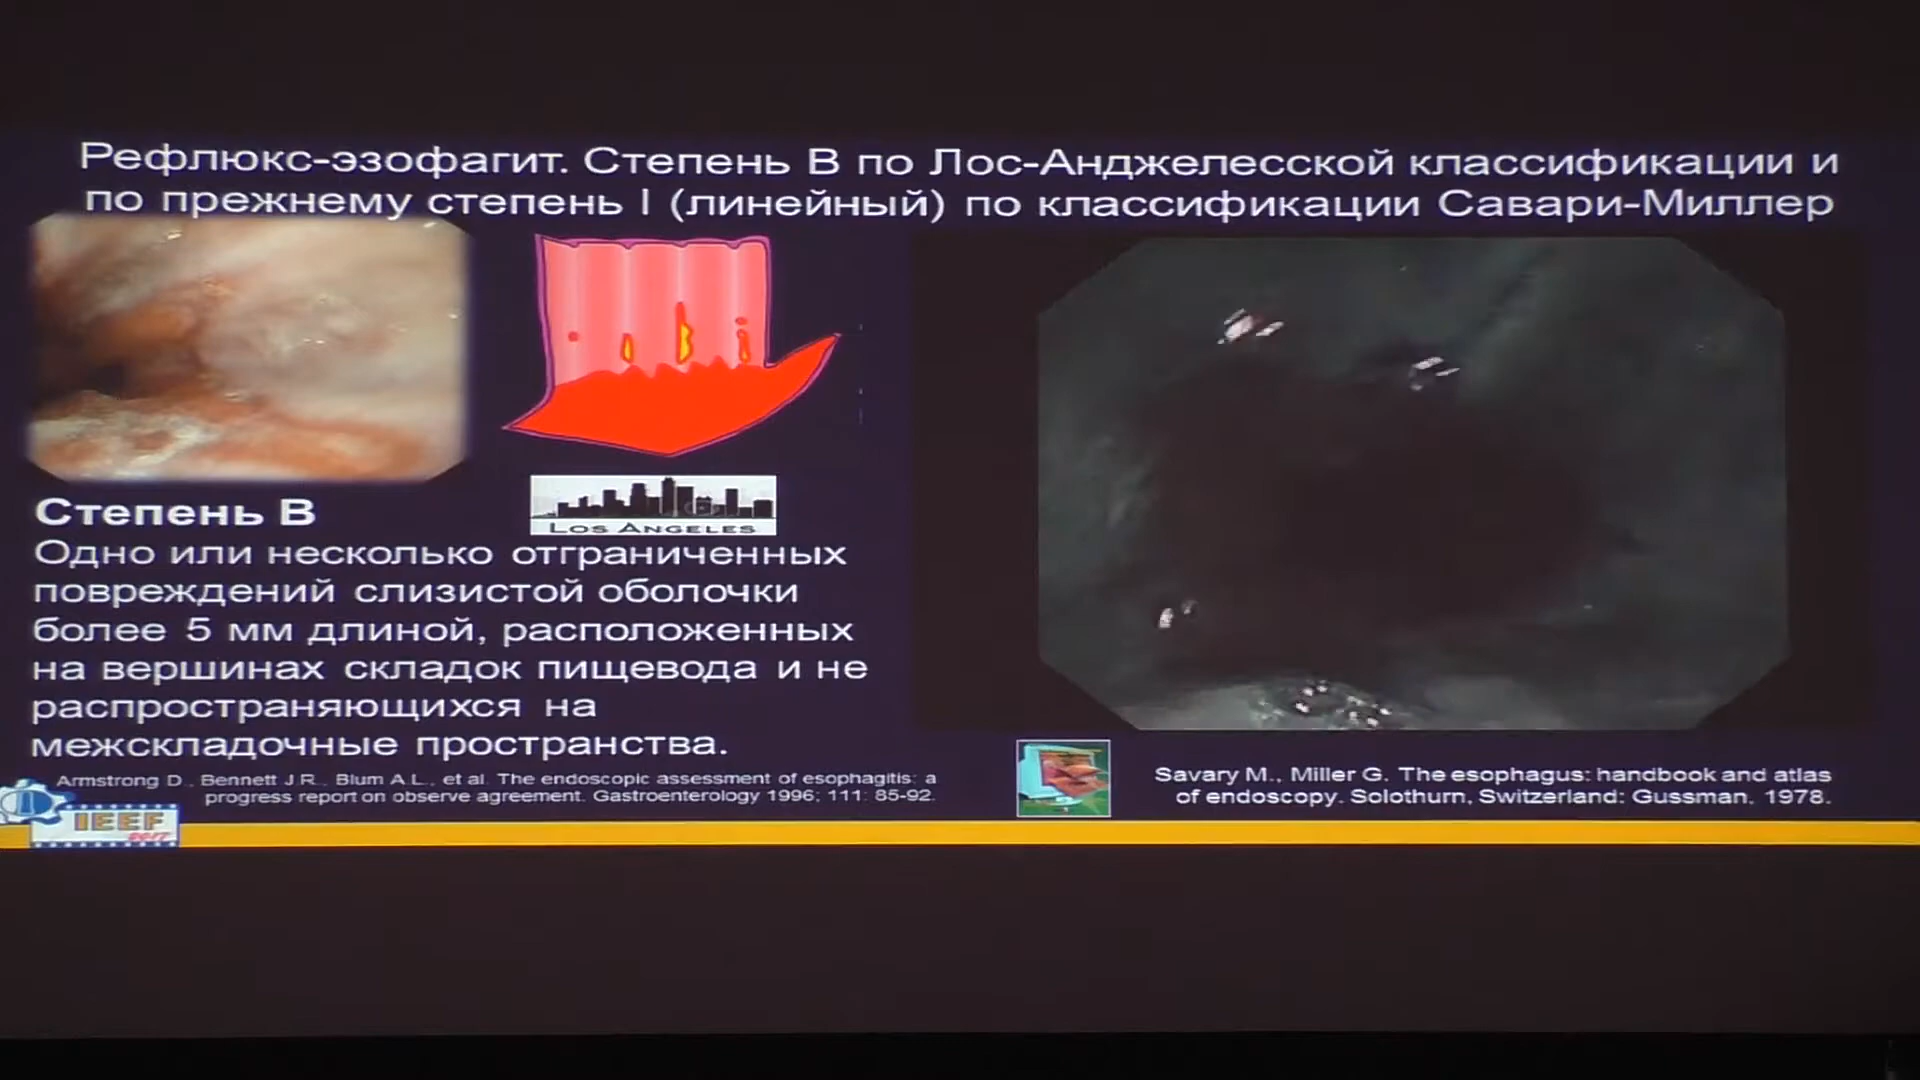 Рефлюкс-эзофагит. Степень В по Лос-Анджелесской классификации и
по прежнему степень I (линейный) по классификации Савари-Миллер
Los Angeles
Степень В
Одно или несколько отграниченных
повреждений слизистой оболочки
более 5 мм длиной, расположенных
на вершинах складок пищевода и не
распространяющихся на
межскладочные пространства.
Armstrong D., Bennett J.R., Blum A.L., et al. The endoscopic assessment of esophagitis: a
progress report on observe agreement. Gastroenterology 1996; 111: 85-92.
Savary M., Miller G. The esophagus: handbook and atlas
of endoscopy. Solothurn, Switzerland: Gussman. 1978.
IEEF